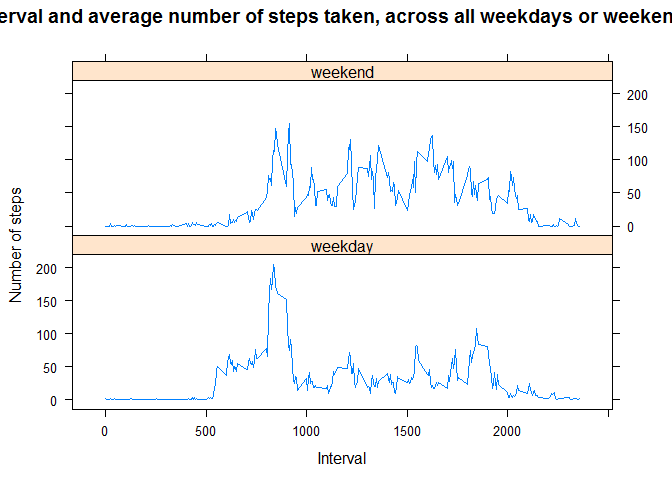 erval and average number of steps taken, across all weekdays or weeken
weekend
200
150
100
50
0
weekday
200
150
100
50
0
Number of steps
0 500 1000 1500 2000
Interval